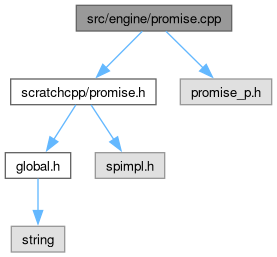 src/engine/promise.cpp
scratchcpp/promise.h
promise_p.h
global.h
spimpl.h
string